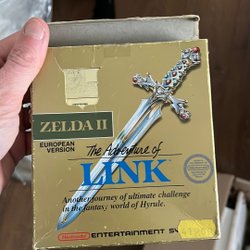 ZELDA II
EUROPEAN
VERSION
The Adventure of
LINK
Another journey of ultimate challenge
in the fantasy world of Hyrule.
Nintendo
ENTERTAINMENT